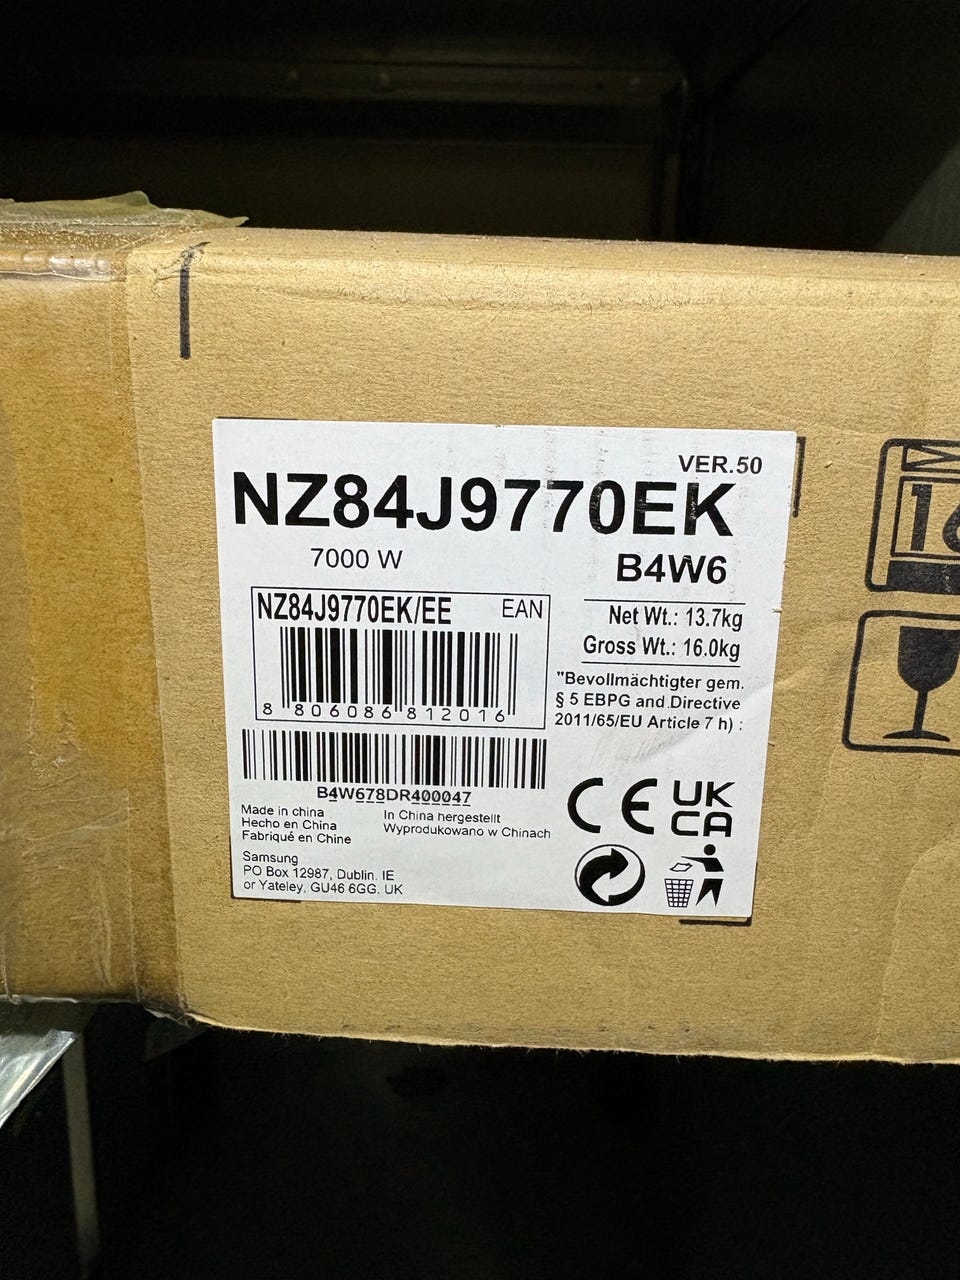 VER.50
NZ84J9770EK
7000 W
B4W6
NZ84J9770EK/EE EAN
8 806086 812016
Net Wt.: 13.7kg
Gross Wt.: 16.0kg
"Bevollmächtigter gem.
§ 5 EBPG and Directive
2011/65/EU Article 7 h) :
B4W678DR400047
Made in china
Hecho en China
Fabriqué en Chine
In China hergestellt
Wyprodukowano w Chinach
Samsung
PO Box 12987, Dublin. IE
or Yateley, GU46 6GG. UK
CE
UK
CA